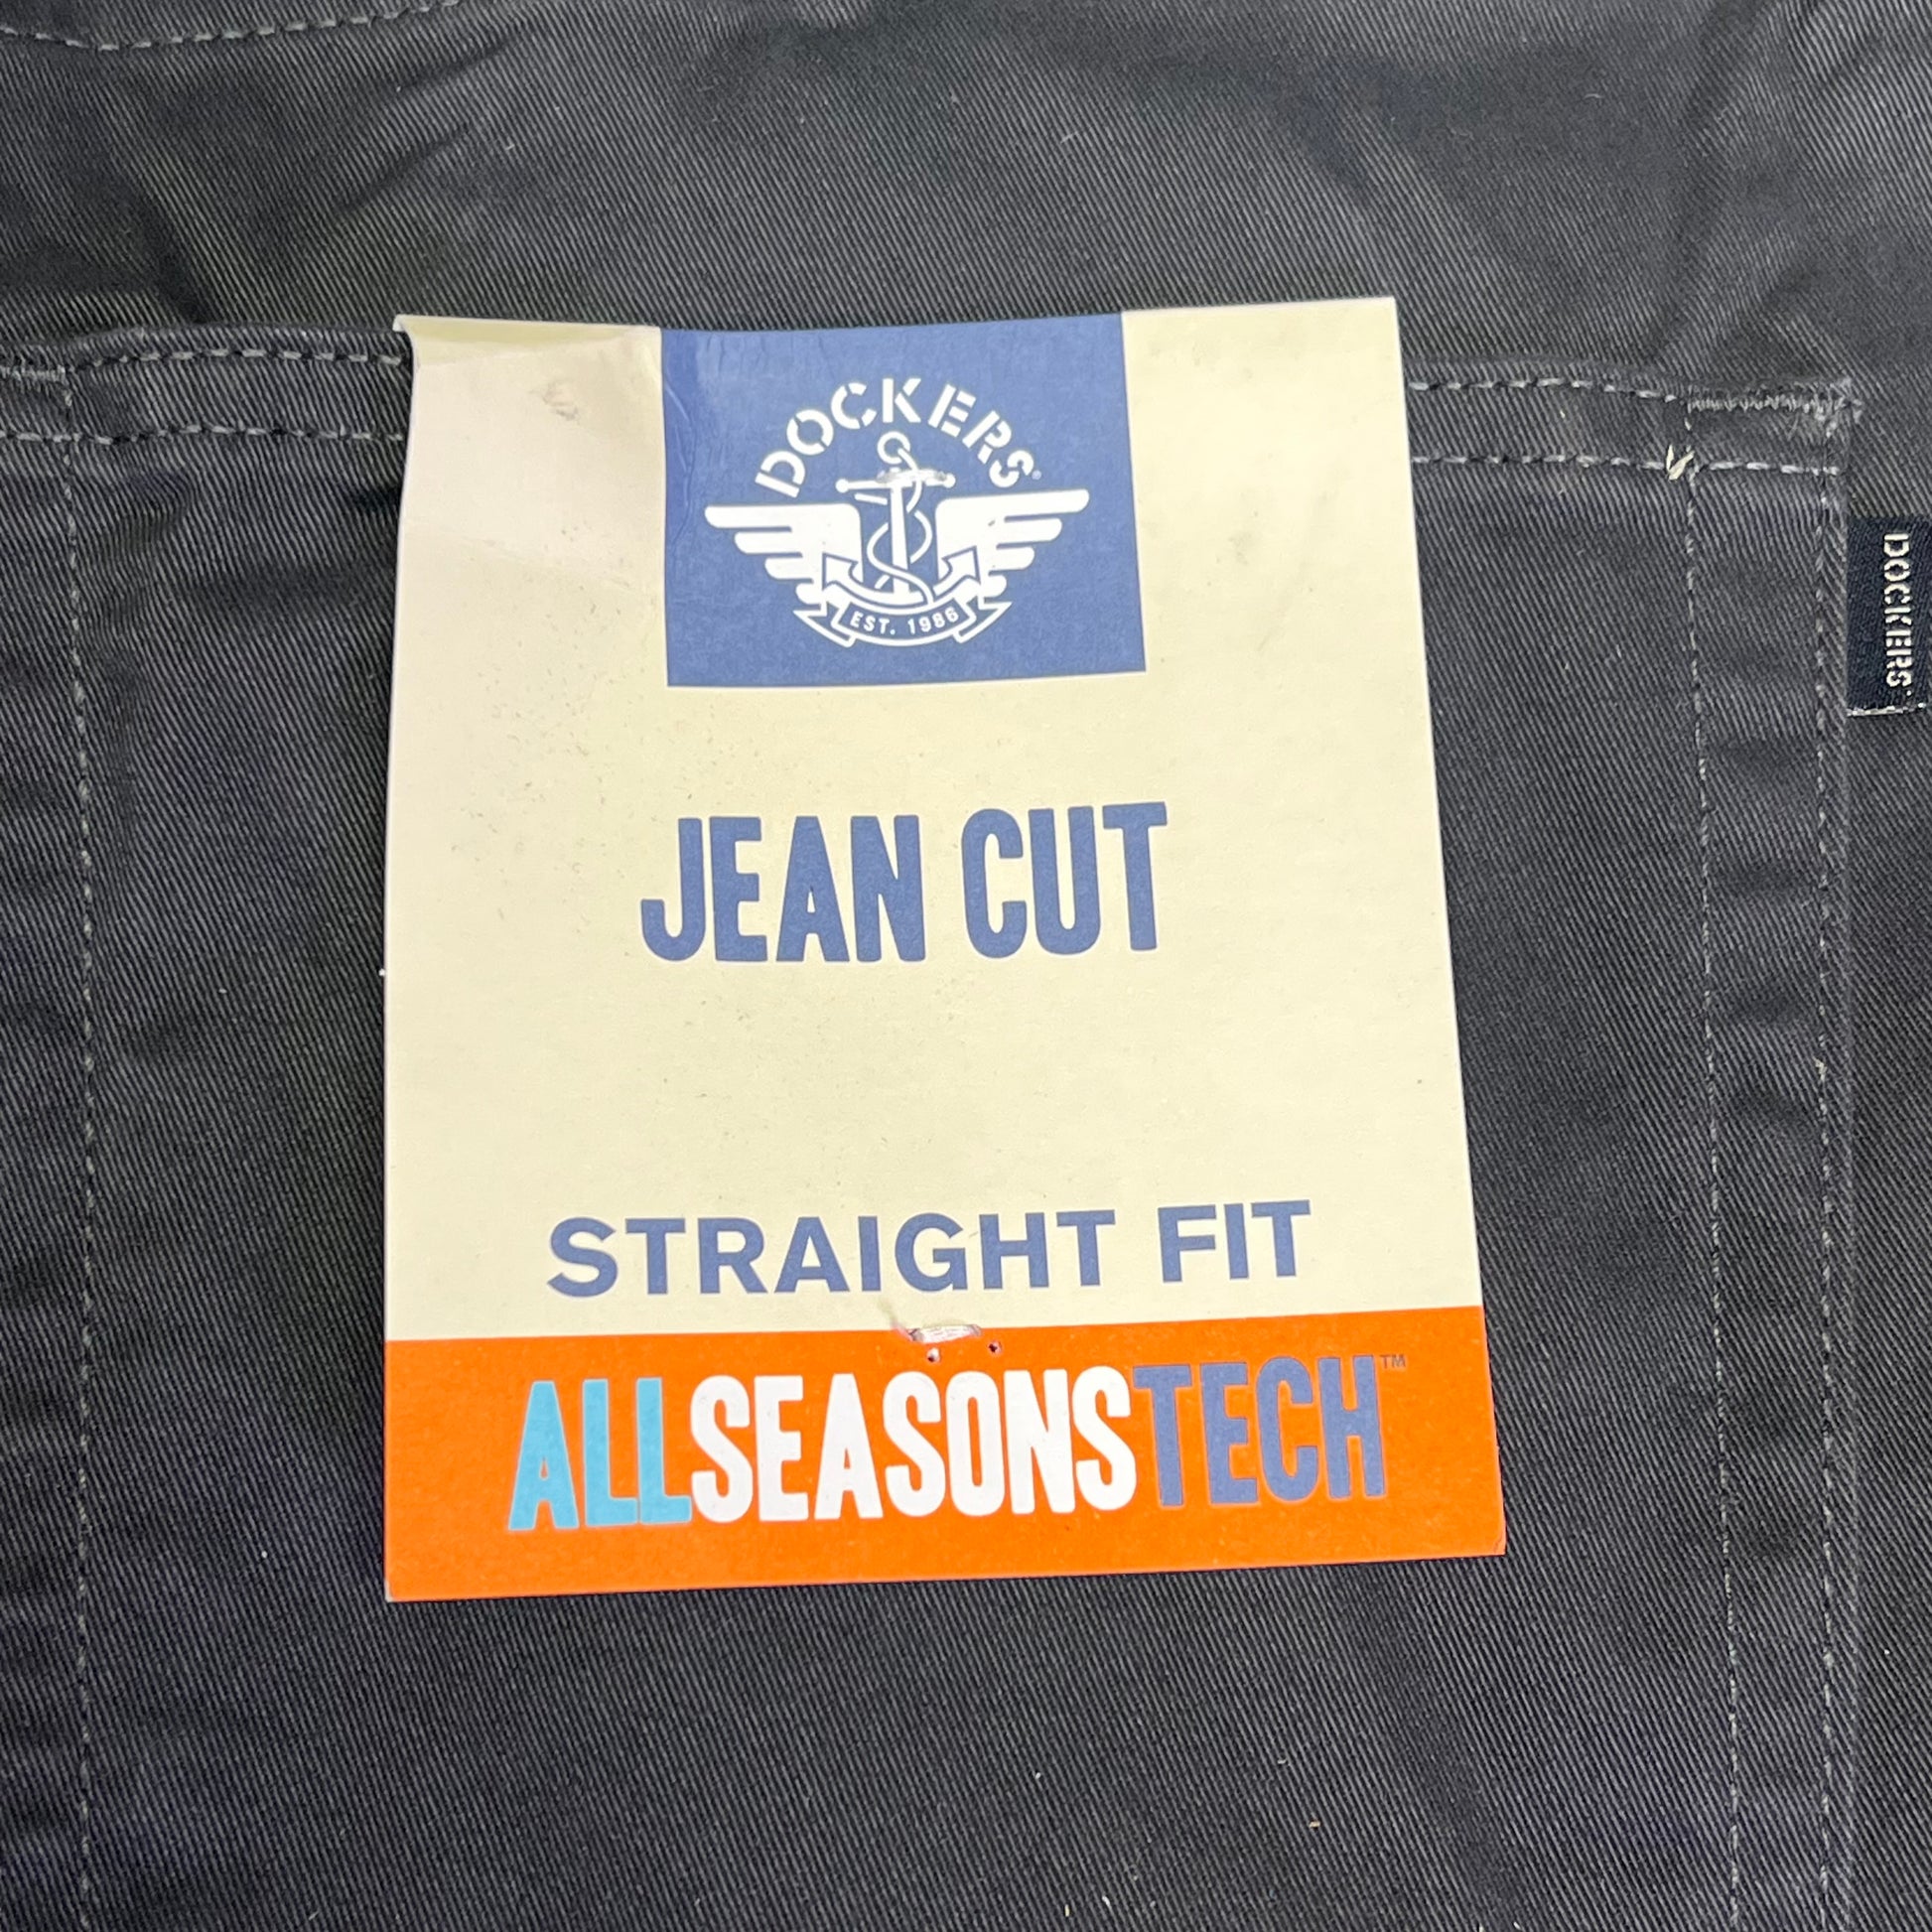 DOCKERS®
EST. 1986
JEAN CUT
STRAIGHT FIT
ALLSEASONSTECH™
DOCKERS